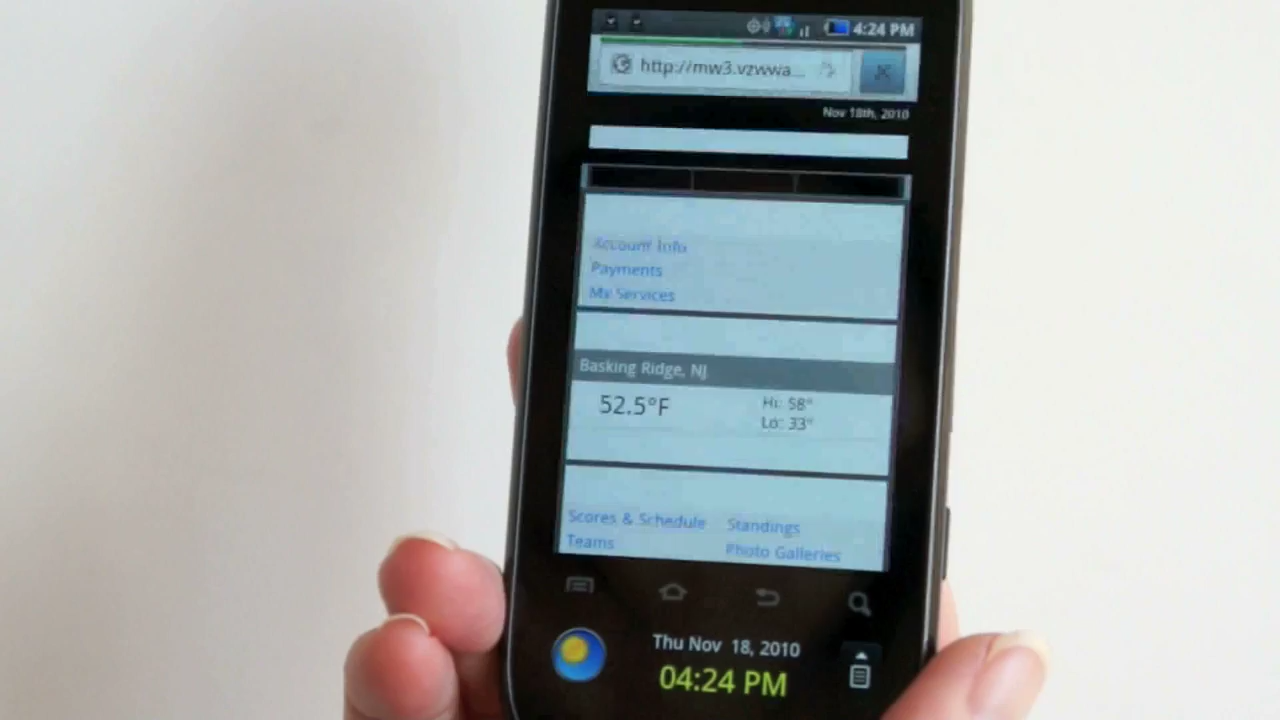 4:24 PM
http://mw3.vzwwa...
Nov 18th, 2010
Account Info
Payments
My Services
Basking Ridge, NJ
52.5°F
Hi: 58°
Lo: 33°
Scores & Schedule Standings
Teams Photo Galleries
Thu Nov 18, 2010
04:24 PM